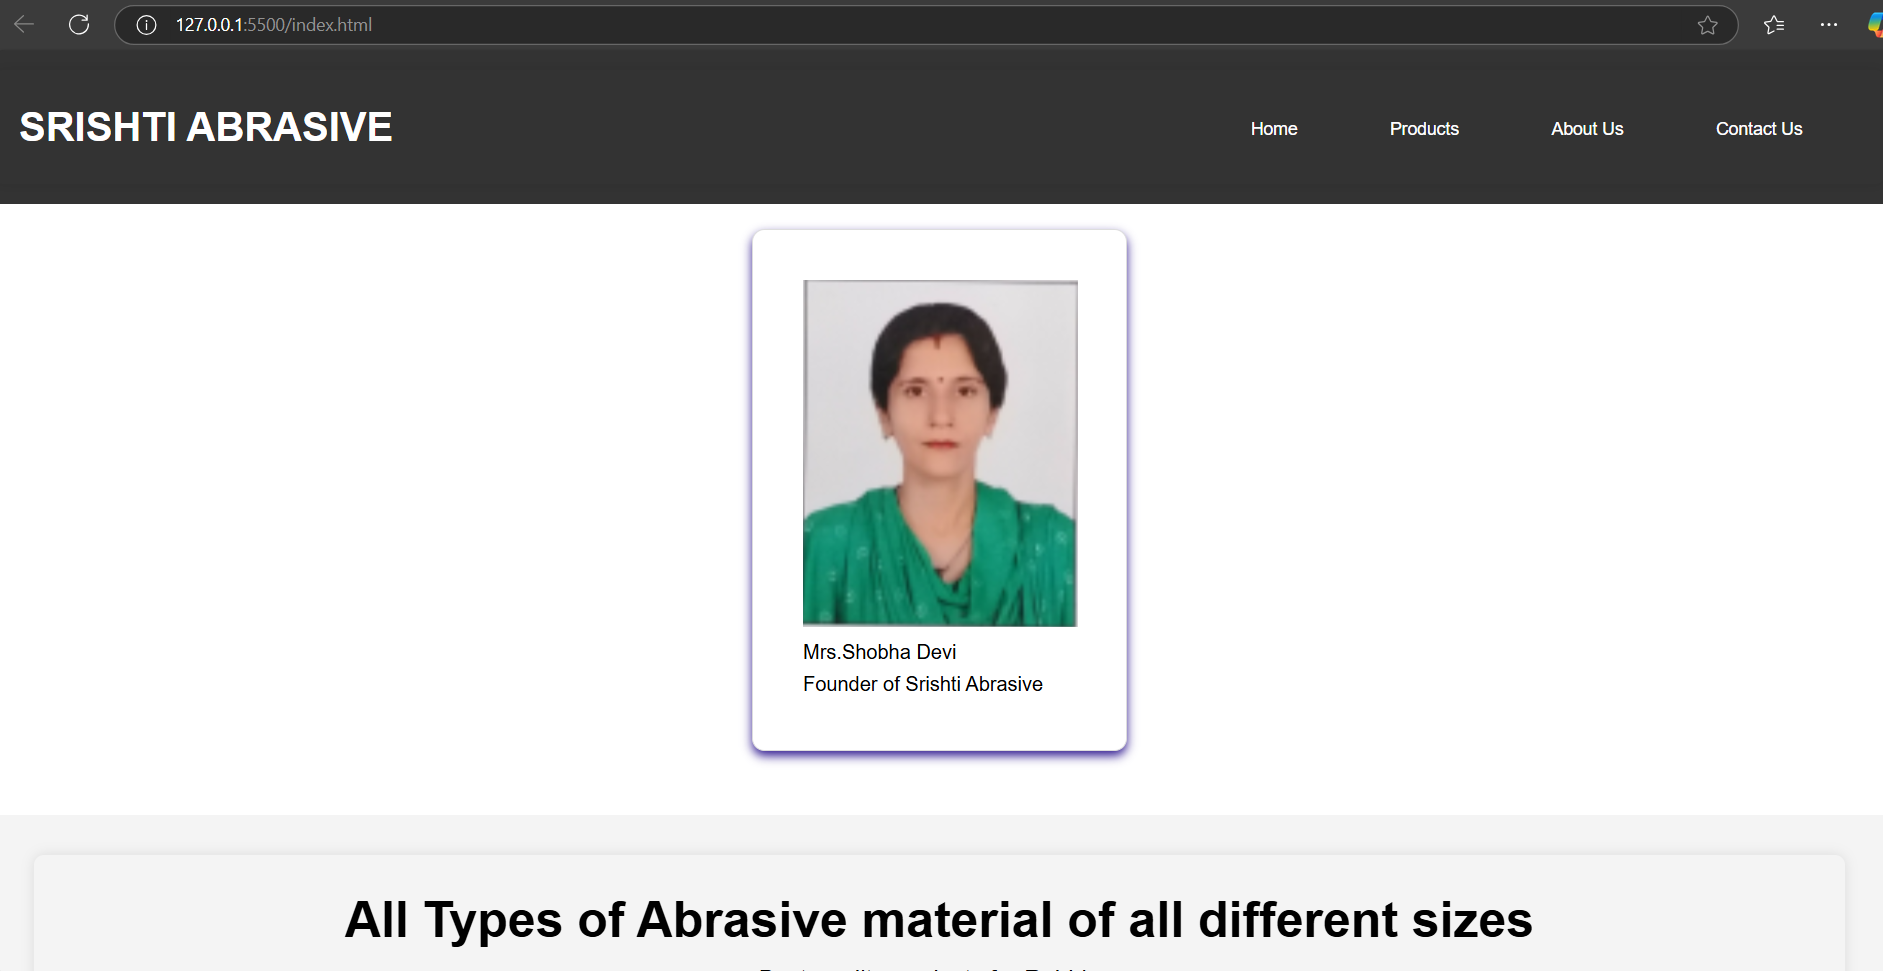 127.0.0.1:5500/index.html
SRISHTI ABRASIVE
Home Products About Us Contact Us
Mrs.Shobha Devi
Founder of Srishti Abrasive
All Types of Abrasive material of all different sizes